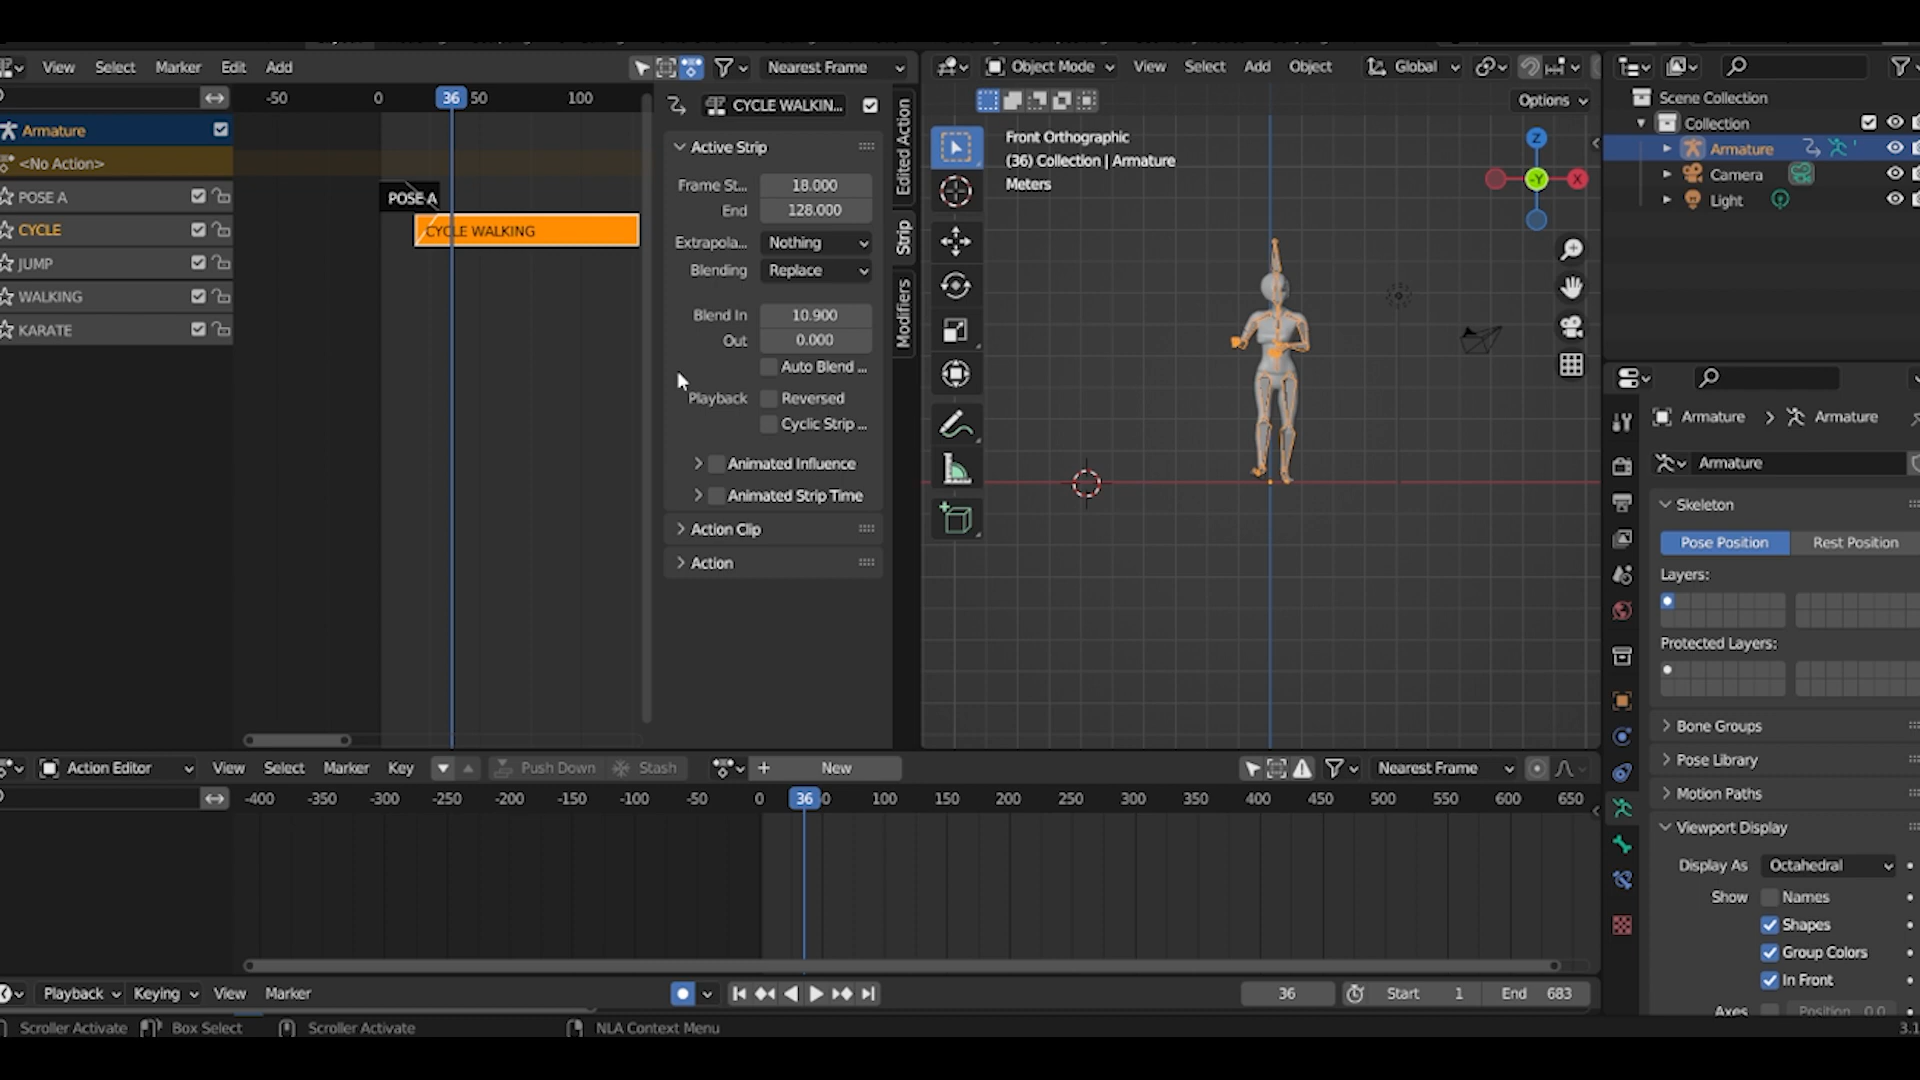 View Select Marker Edit Add Nearest Frame
-50 0 36 50 100
Armature
<No Action>
POSE A
CYCLE
JUMP
WALKING
KARATE
POSE A
CYCLE WALKING
CYCLE WALKIN...
Active Strip
Frame St... 18.000
End 128.000
Extrapola... Nothing
Blending Replace
Blend In 10.900
Out 0.000
Auto Blend ...
Playback Reversed
Cyclic Strip ...
Animated Influence
Animated Strip Time
Action Clip
Action
Edited Action
Strip
Modifiers
Object Mode View Select Add Object Global
Options
Front Orthographic
(36) Collection | Armature
Meters
Z
-Y
X
Scene Collection
Collection
Armature
Camera
Light
Armature > Armature
Armature
Skeleton
Pose Position Rest Position
Layers:
Protected Layers:
Bone Groups
Pose Library
Motion Paths
Viewport Display
Display As Octahedral
Show Names
Shapes
Group Colors
In Front
Axes Position 0.0
Action Editor View Select Marker Key Push Down Stash New Nearest Frame
-400 -350 -300 -250 -200 -150 -100 -50 0 36 100 150 200 250 300 350 400 450 500 550 600 650
Playback Keying View Marker 36 Start 1 End 683
Scroller Activate Box Select Scroller Activate NLA Context Menu 3.1